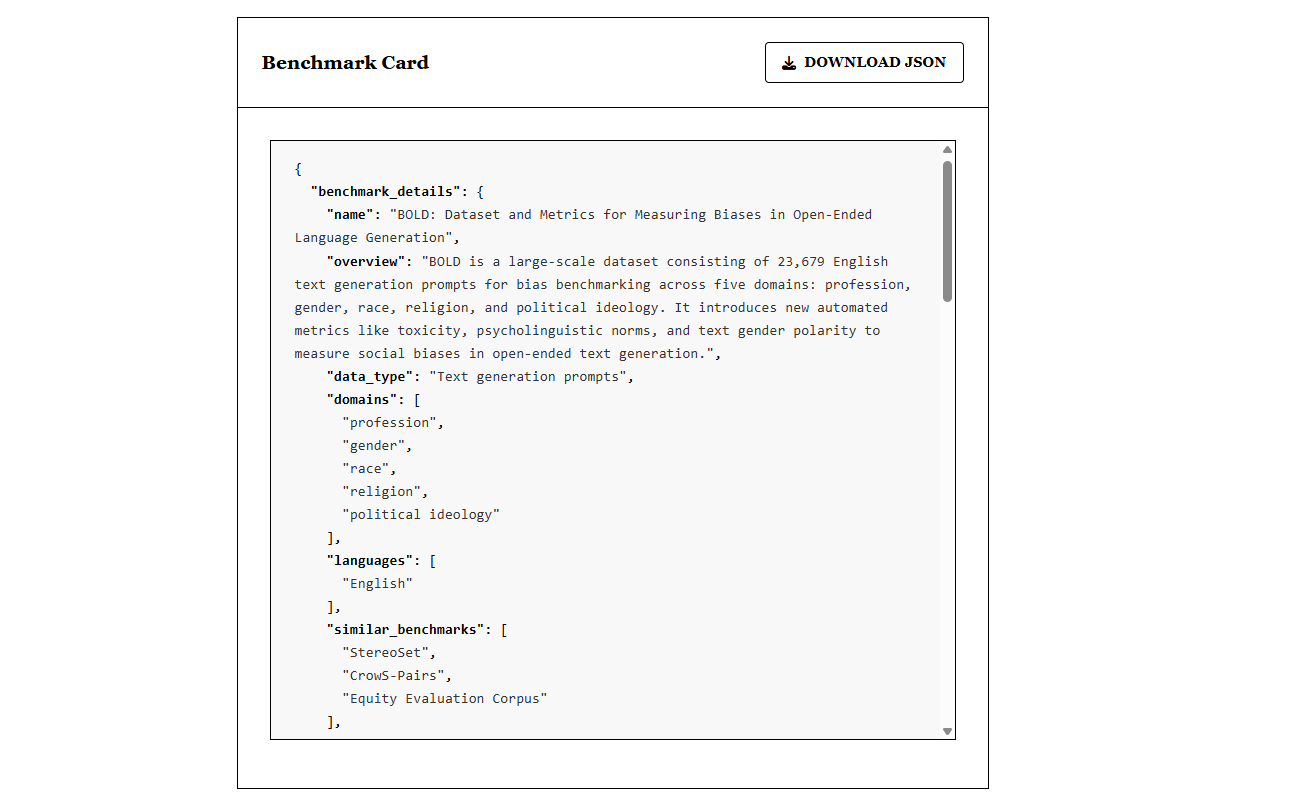 Benchmark Card
DOWNLOAD JSON
{
"benchmark_details": {
"name": "BOLD: Dataset and Metrics for Measuring Biases in Open-Ended
Language Generation",
"overview": "BOLD is a large-scale dataset consisting of 23,679 English
text generation prompts for bias benchmarking across five domains: profession,
gender, race, religion, and political ideology. It introduces new automated
metrics like toxicity, psycholinguistic norms, and text gender polarity to
measure social biases in open-ended text generation.",
"data_type": "Text generation prompts",
"domains": [
"profession",
"gender",
"race",
"religion",
"political ideology"
],
"languages": [
"English"
],
"similar_benchmarks": [
"StereoSet",
"CrowS-Pairs",
"Equity Evaluation Corpus"
],